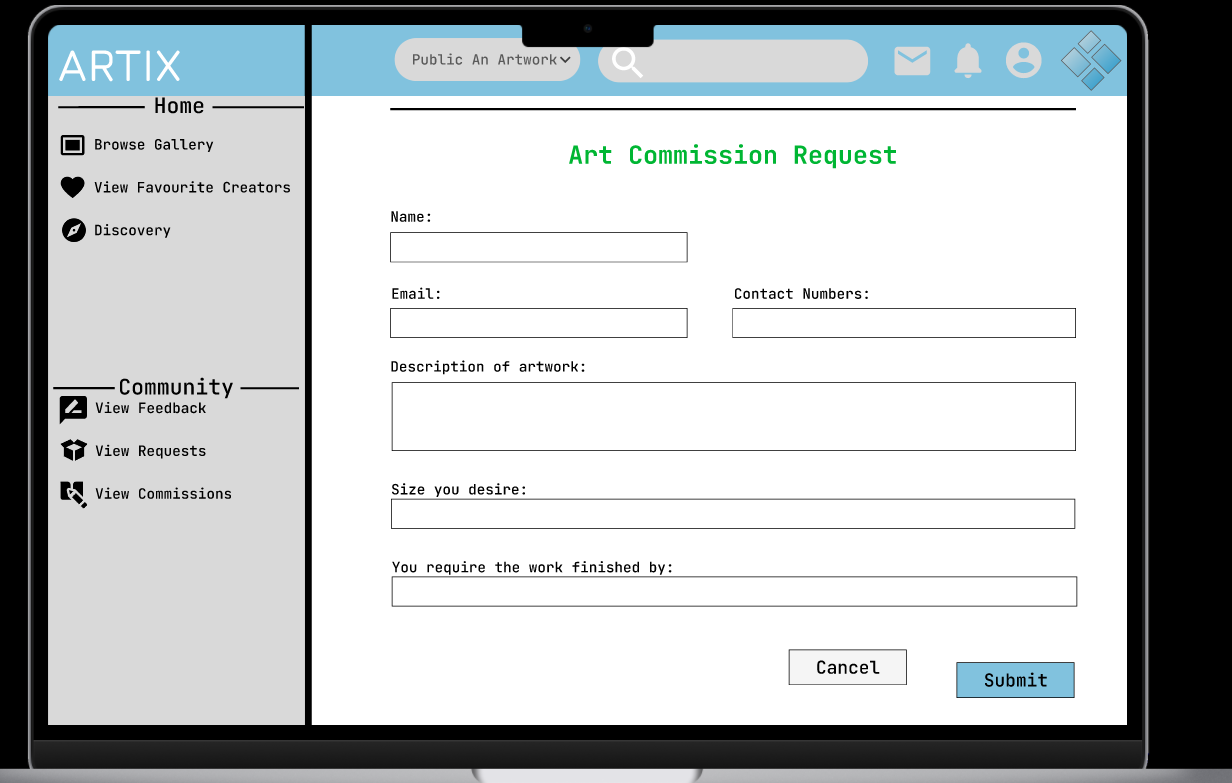 ARTIX
Public An Artwork
Home
Browse Gallery
View Favourite Creators
Discovery
Community
View Feedback
View Requests
View Commissions
Art Commission Request
Name:
Email:
Contact Numbers:
Description of artwork:
Size you desire:
You require the work finished by:
Cancel
Submit